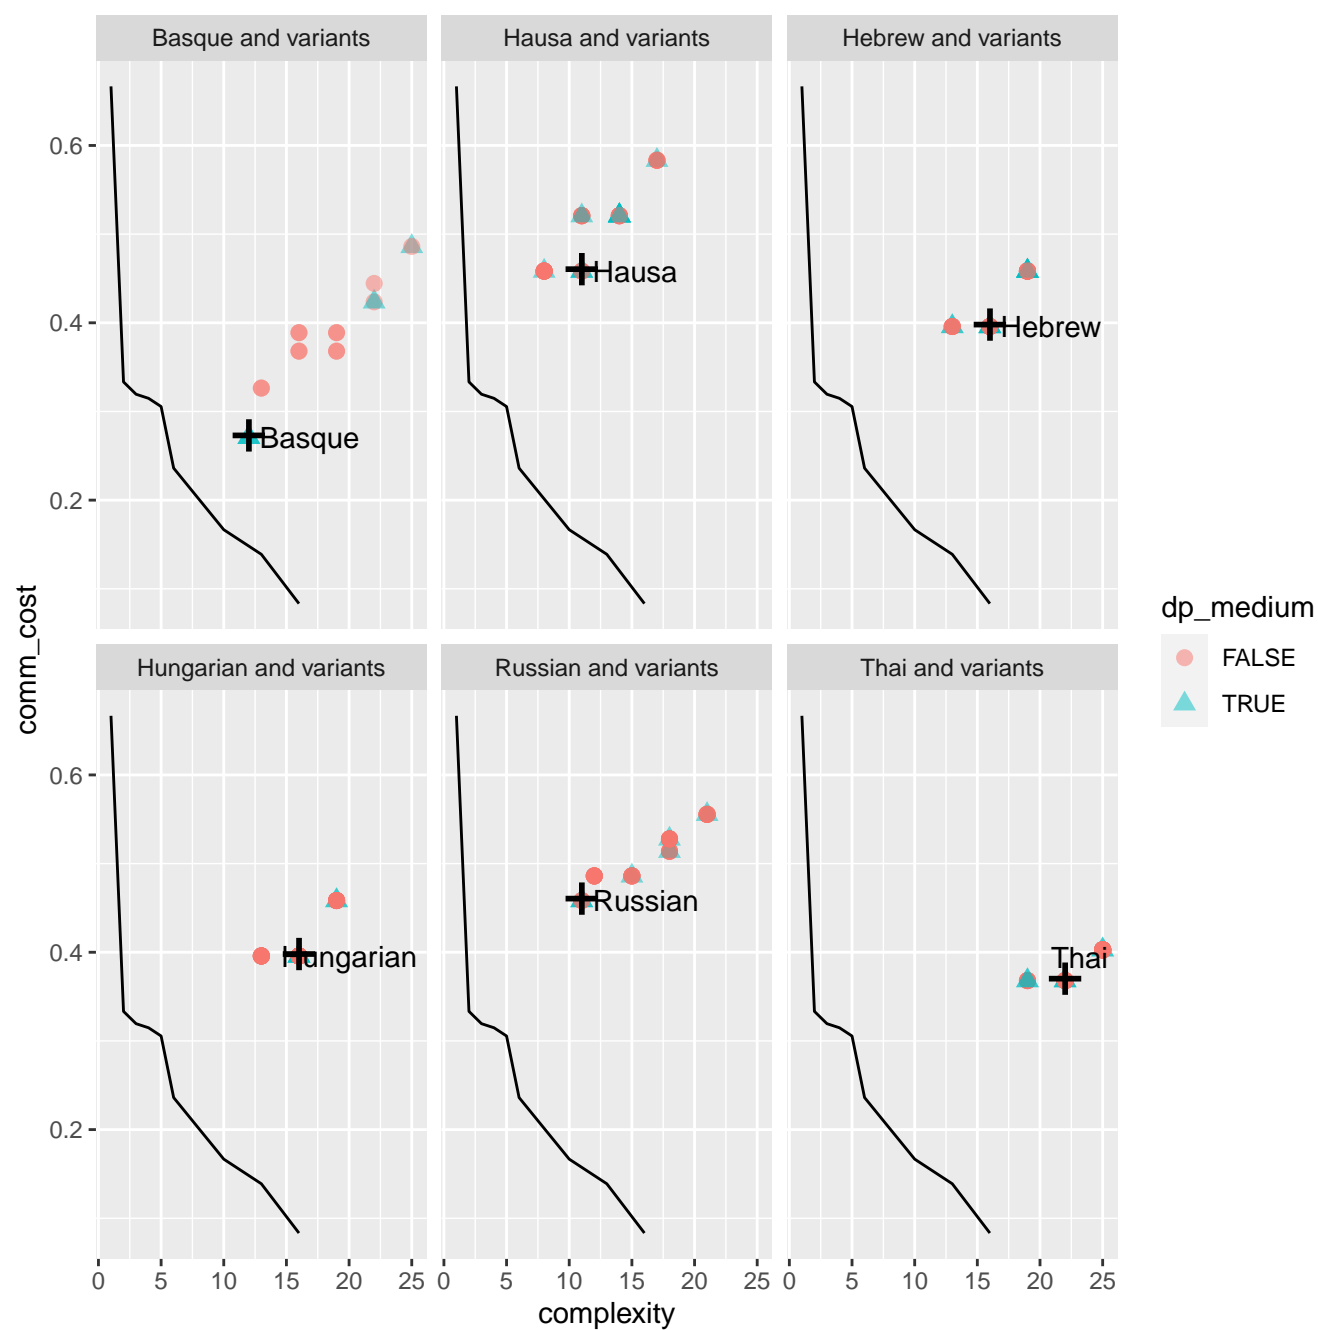 Basque and variants
Hausa and variants
Hebrew and variants
0.6
0.4
0.2
Basque
Hausa
Hebrew
comm_cost
dp_medium
FALSE
TRUE
Hungarian and variants
Russian and variants
Thai and variants
0.6
0.4
0.2
Hungarian
Russian
Thai
0 5 10 15 20 25
0 5 10 15 20 25
0 5 10 15 20 25
complexity